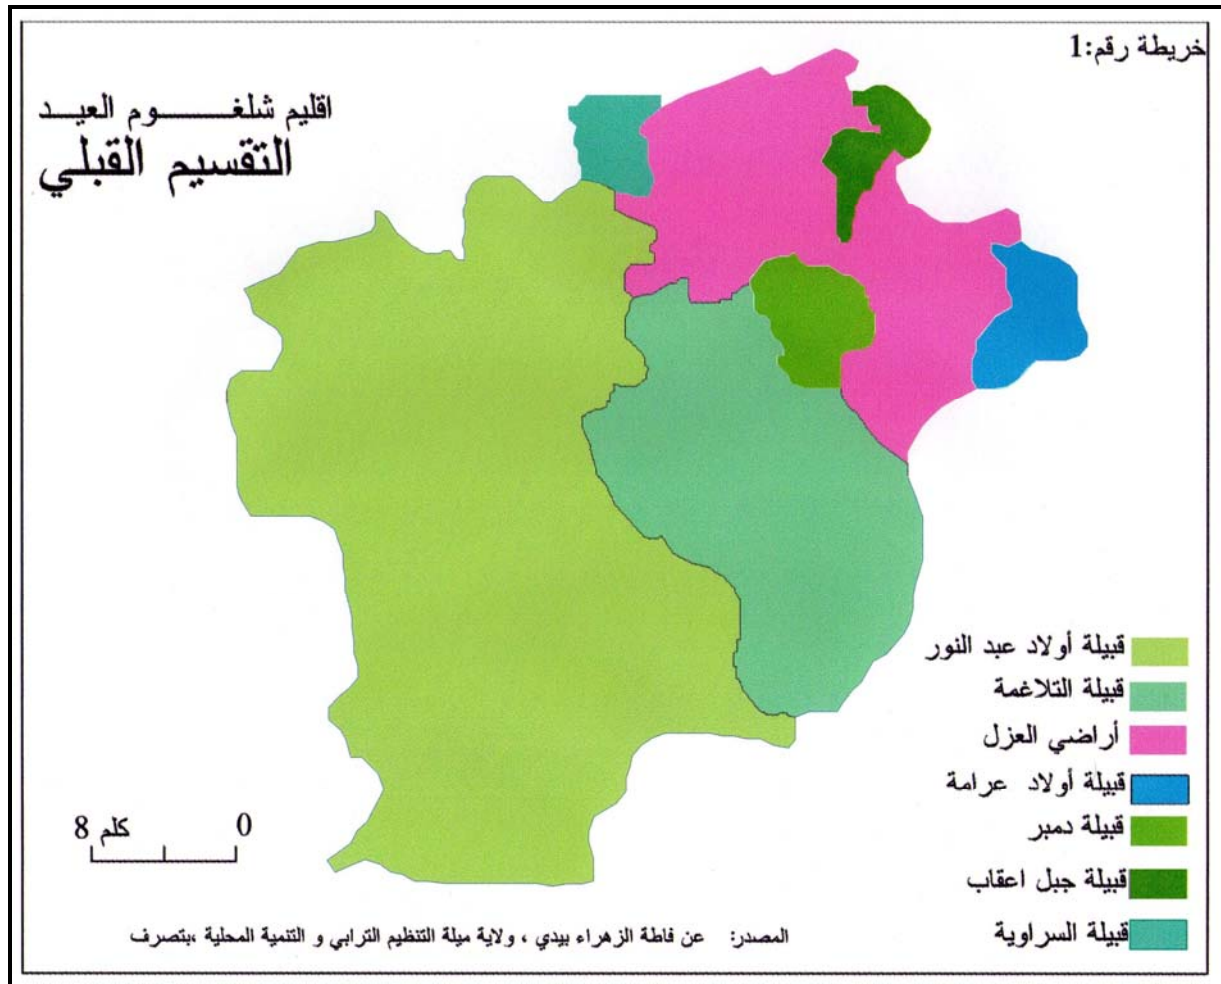 خريطة رقم:1
اقليم شلغوم العيد
التقسيم القبلي
قبيلة أولاد عبد النور
قبيلة التلاغمة
أراضي العزل
قبيلة أولاد عرامة
قبيلة دمبر
قبيلة جبل اعقاب
قبيلة السراوية
0 كلم 8
المصدر: عن فاطة الزهراء بيدي ، ولاية ميلة التنظيم الترابي و التنمية المحلية ،بتصرف